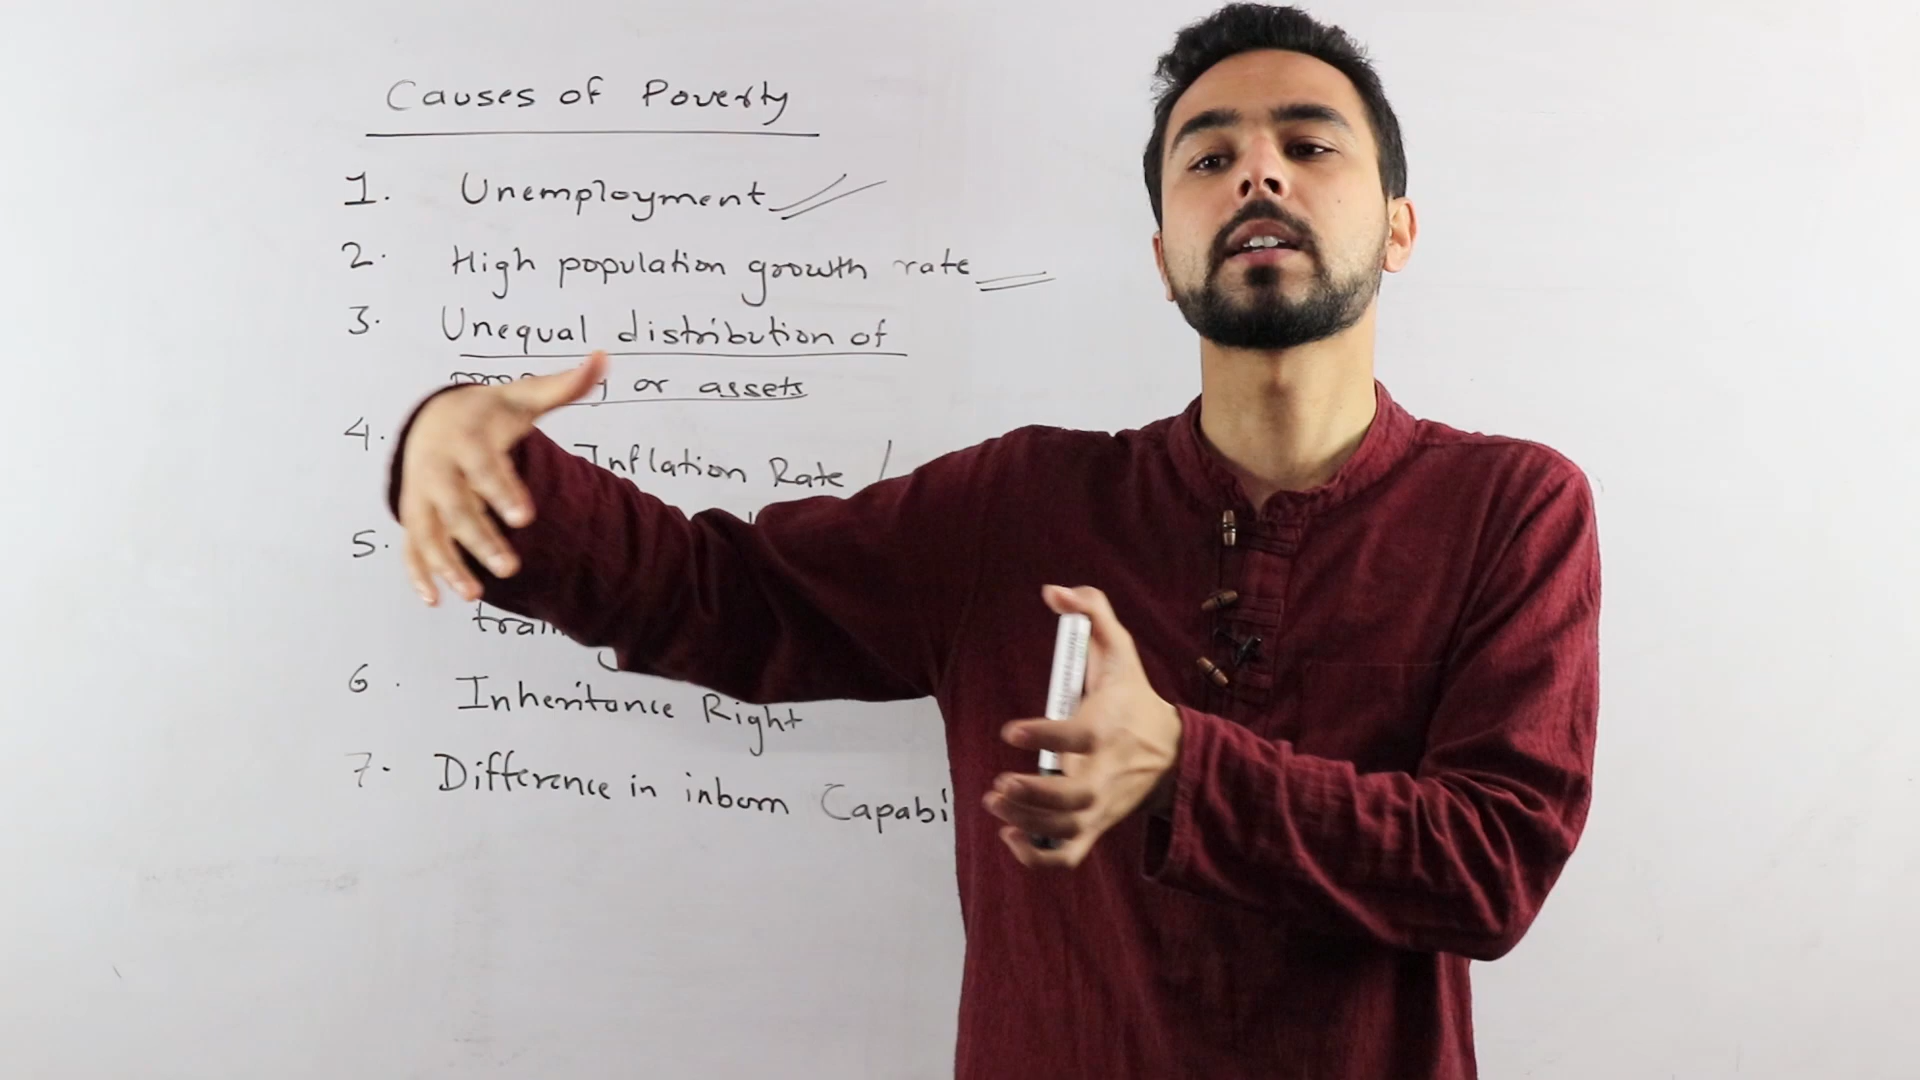 Causes of Poverty
1. Unemployment
2. High population growth rate
3. Unequal distribution of
or assets
4. Inflation Rate
5.
6. Inheritance Right
7. Difference in inborn Capabi